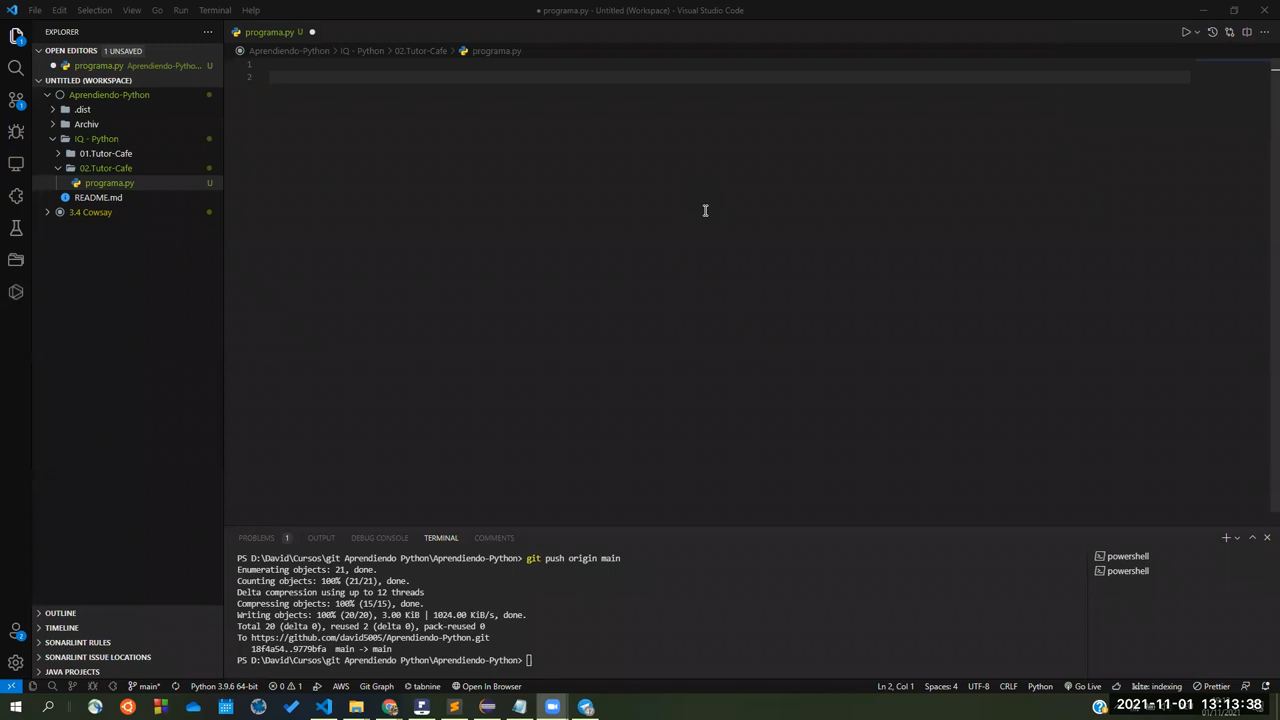 File Edit Selection View Go Run Terminal Help
● programa.py - Untitled (Workspace) - Visual Studio Code
EXPLORER
programa.py U
OPEN EDITORS 1 UNSAVED
Aprendiendo-Python > IQ - Python > 02.Tutor-Cafe > programa.py
programa.py Aprendiendo-Pytho... U
1
2
UNTITLED (WORKSPACE)
Aprendiendo-Python
.dist
Archiv
IQ - Python
01.Tutor-Cafe
02.Tutor-Cafe
programa.py U
README.md
3.4 Cowsay
PROBLEMS 1 OUTPUT DEBUG CONSOLE TERMINAL COMMENTS
PS D:\David\Cursos\git Aprendiendo Python\Aprendiendo-Python> git push origin main
Enumerating objects: 21, done.
Counting objects: 100% (21/21), done.
Delta compression using up to 12 threads
Compressing objects: 100% (15/15), done.
Writing objects: 100% (20/20), 3.00 KiB | 1024.00 KiB/s, done.
Total 20 (delta 0), reused 2 (delta 0), pack-reused 0
To https://github.com/david5005/Aprendiendo-Python.git
18f4a54..9779bfa main -> main
PS D:\David\Cursos\git Aprendiendo Python\Aprendiendo-Python>
powershell
powershell
OUTLINE
TIMELINE
SONARLINT RULES
SONARLINT ISSUE LOCATIONS
JAVA PROJECTS
main* Python 3.9.6 64-bit 0 1 AWS Git Graph tabnine Open In Browser
Ln 2, Col 1 Spaces: 4 UTF-8 CRLF Python Go Live kite: indexing Prettier
2021-11-01 13:13:38